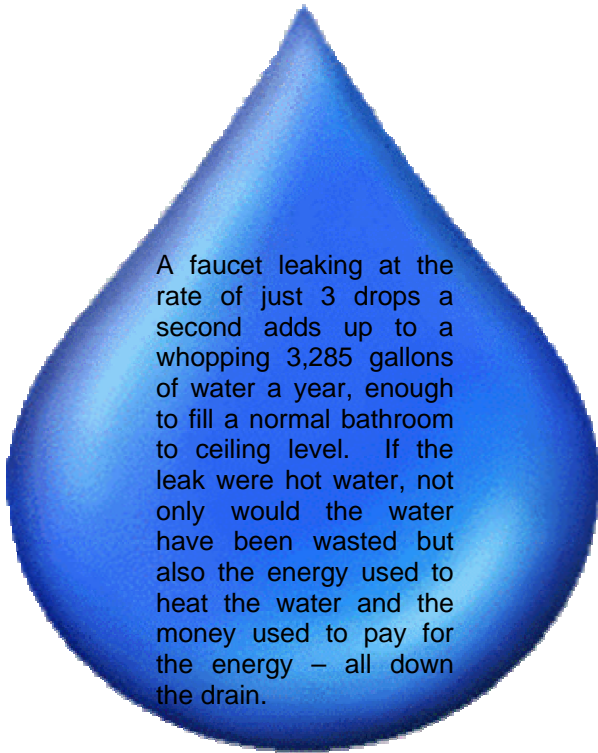 A faucet leaking at the
rate of just 3 drops a
second adds up to a
whopping 3,285 gallons
of water a year, enough
to fill a normal bathroom
to ceiling level. If the
leak were hot water, not
only would the water
have been wasted but
also the energy used to
heat the water and the
money used to pay for
the energy – all down
the drain.